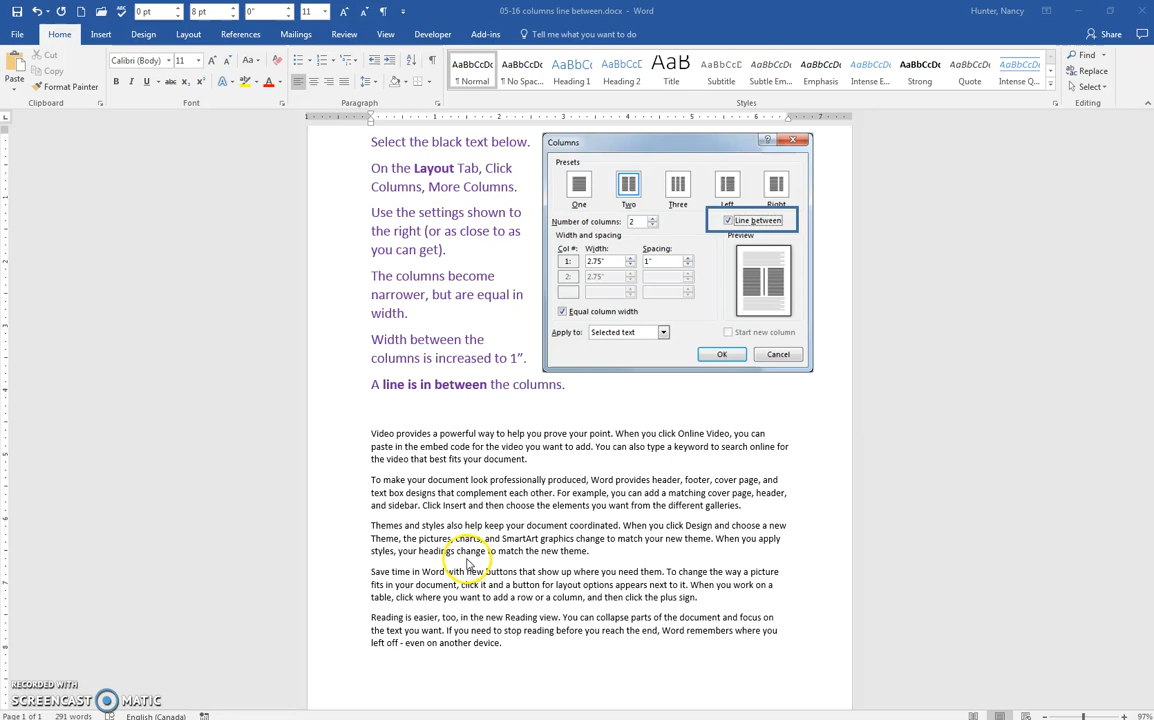 0 pt
8 pt
0"
11
05-16 columns line between.docx - Word
Hunter, Nancy
File
Home
Insert
Design
Layout
References
Mailings
Review
View
Developer
Add-ins
Tell me what you want to do
Share
Paste
Cut
Copy
Format Painter
Calibri (Body)
11
AaBbCcDc
¶ Normal
AaBbCcDc
¶ No Spac...
AaBbCc
Heading 1
AaBbCcD
Heading 2
AaB
Title
AaBbCcD
Subtitle
AaBbCcDc
Subtle Em...
AaBbCcDc
Emphasis
AaBbCcDc
Intense E...
AaBbCcDc
Strong
AaBbCcDc
Quote
AaBbCcDc
Intense Q...
Find
Replace
Select
Clipboard
Font
Paragraph
Styles
Editing
Select the black text below.
On the Layout Tab, Click
Columns, More Columns.
Use the settings shown to
the right (or as close to as
you can get).
The columns become
narrower, but are equal in
width.
Width between the
columns is increased to 1”.
A line is in between the columns.
Columns
Presets
One
Two
Three
Left
Right
Number of columns: 2
Line between
Width and spacing
Preview
Col #: Width: Spacing:
1: 2.75" 1"
2: 2.75"
Equal column width
Apply to: Selected text
Start new column
OK
Cancel
Video provides a powerful way to help you prove your point. When you click Online Video, you can
paste in the embed code for the video you want to add. You can also type a keyword to search online for
the video that best fits your document.
To make your document look professionally produced, Word provides header, footer, cover page, and
text box designs that complement each other. For example, you can add a matching cover page, header,
and sidebar. Click Insert and then choose the elements you want from the different galleries.
Themes and styles also help keep your document coordinated. When you click Design and choose a new
Theme, the pictures, charts, and SmartArt graphics change to match your new theme. When you apply
styles, your headings change to match the new theme.
Save time in Word with new buttons that show up where you need them. To change the way a picture
fits in your document, click it and a button for layout options appears next to it. When you work on a
table, click where you want to add a row or a column, and then click the plus sign.
Reading is easier, too, in the new Reading view. You can collapse parts of the document and focus on
the text you want. If you need to stop reading before you reach the end, Word remembers where you
left off - even on another device.
RECORDED WITH
SCREENCAST MATIC
Page 1 of 1
291 words
English (Canada)
97%